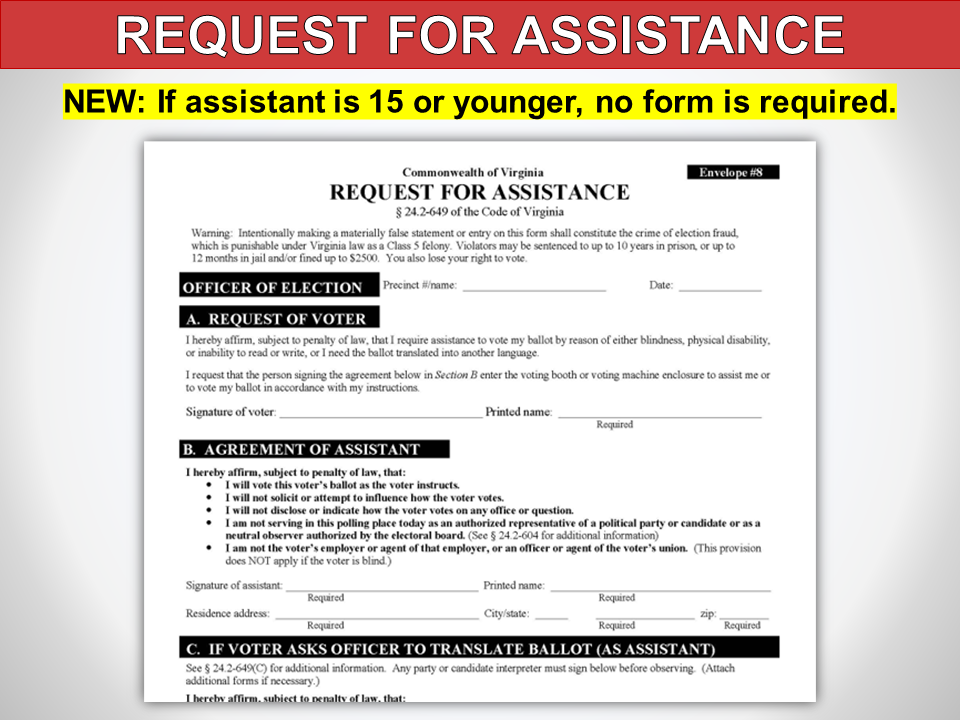 REQUEST FOR ASSISTANCE
NEW: If assistant is 15 or younger, no form is required.
Commonwealth of Virginia
Envelope #8
REQUEST FOR ASSISTANCE
§ 24.2-649 of the Code of Virginia
Warning: Intentionally making a materially false statement or entry on this form shall constitute the crime of election fraud,
which is punishable under Virginia law as a Class 5 felony. Violators may be sentenced to up to 10 years in prison, or up to
12 months in jail and/or fined up to $2500. You also lose your right to vote.
OFFICER OF ELECTION Precinct #/name: Date:
A. REQUEST OF VOTER
I hereby affirm, subject to penalty of law, that I require assistance to vote my ballot by reason of either blindness, physical disability,
or inability to read or write, or I need the ballot translated into another language.
I request that the person signing the agreement below in Section B enter the voting booth or voting machine enclosure to assist me or
to vote my ballot in accordance with my instructions.
Signature of voter: Printed name:
Required
B. AGREEMENT OF ASSISTANT
I hereby affirm, subject to penalty of law, that:
• I will vote this voter's ballot as the voter instructs.
• I will not solicit or attempt to influence how the voter votes.
• I will not disclose or indicate how the voter votes on any office or question.
• I am not serving in this polling place today as an authorized representative of a political party or candidate or as a
neutral observer authorized by the electoral board. (See § 24.2-604 for additional information)
• I am not the voter's employer or agent of that employer, or an officer or agent of the voter's union. (This provision
does NOT apply if the voter is blind.)
Signature of assistant: Printed name:
Required Required
Residence address: City/state: zip:
Required Required Required
C. IF VOTER ASKS OFFICER TO TRANSLATE BALLOT (AS ASSISTANT)
See § 24.2-649(C) for additional information. Any party or candidate interpreter must sign below before observing. (Attach
additional forms if necessary.)
I hereby affirm, subject to penalty of law, that: